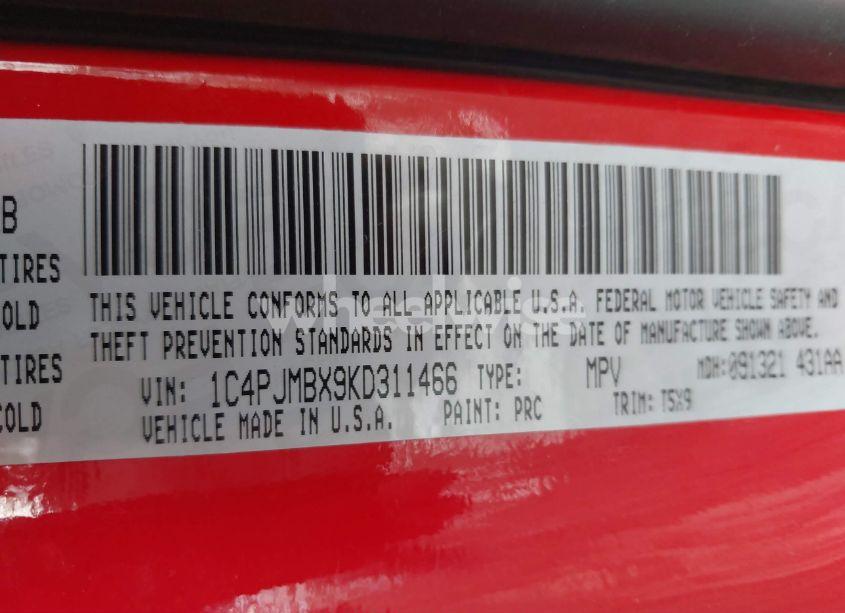 B
TIRES
COLD
TIRES
COLD
THIS VEHICLE CONFORMS TO ALL APPLICABLE U.S.A. FEDERAL MOTOR VEHICLE SAFETY AND
THEFT PREVENTION STANDARDS IN EFFECT ON THE DATE OF MANUFACTURE SHOWN ABOVE.
VIN: 1C4PJMBX9KD311466 TYPE: MPV MDH:091321 431AA
VEHICLE MADE IN U.S.A. PAINT: PRC TRIM: T5X9